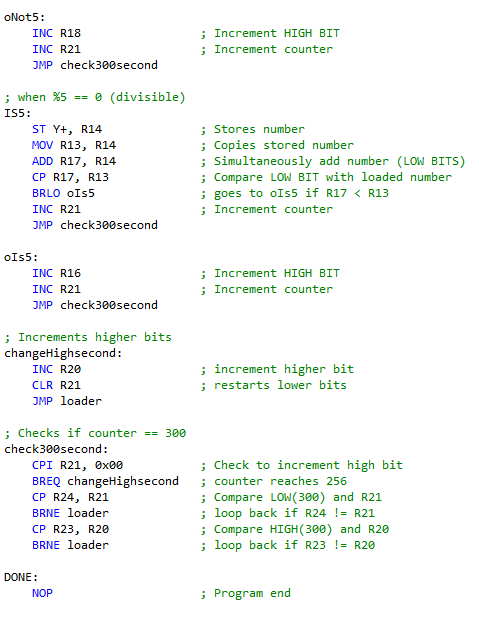 oNot5:
INC R18 ; Increment HIGH BIT
INC R21 ; Increment counter
JMP check300second
; when %5 == 0 (divisible)
IS5:
ST Y+, R14 ; Stores number
MOV R13, R14 ; Copies stored number
ADD R17, R14 ; Simultaneously add number (LOW BITS)
CP R17, R13 ; Compare LOW BIT with loaded number
BRLO oIs5 ; goes to oIs5 if R17 < R13
INC R21 ; Increment counter
JMP check300second
oIs5:
INC R16 ; Increment HIGH BIT
INC R21 ; Increment counter
JMP check300second
; Increments higher bits
changeHighsecond:
INC R20 ; increment higher bit
CLR R21 ; restarts lower bits
JMP loader
; Checks if counter == 300
check300second:
CPI R21, 0x00 ; Check to increment high bit
BREQ changeHighsecond ; counter reaches 256
CP R24, R21 ; Compare LOW(300) and R21
BRNE loader ; loop back if R24 != R21
CP R23, R20 ; Compare HIGH(300) and R20
BRNE loader ; loop back if R23 != R20
DONE:
NOP ; Program end